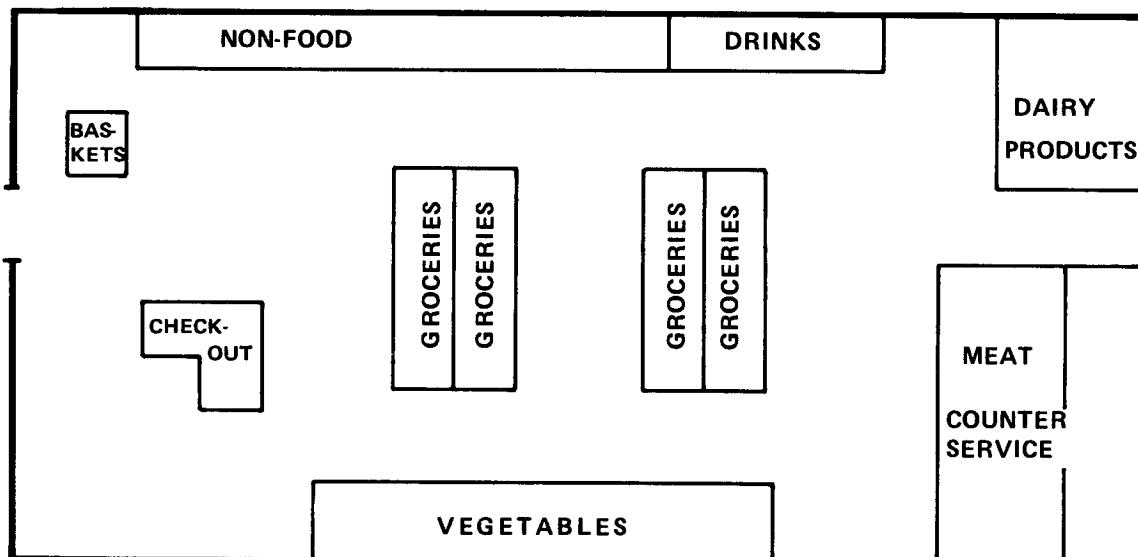 NON-FOOD
DRINKS
DAIRY
PRODUCTS
BAS-
KETS
GROCERIES
GROCERIES
GROCERIES
GROCERIES
CHECK-
OUT
MEAT
COUNTER
SERVICE
VEGETABLES